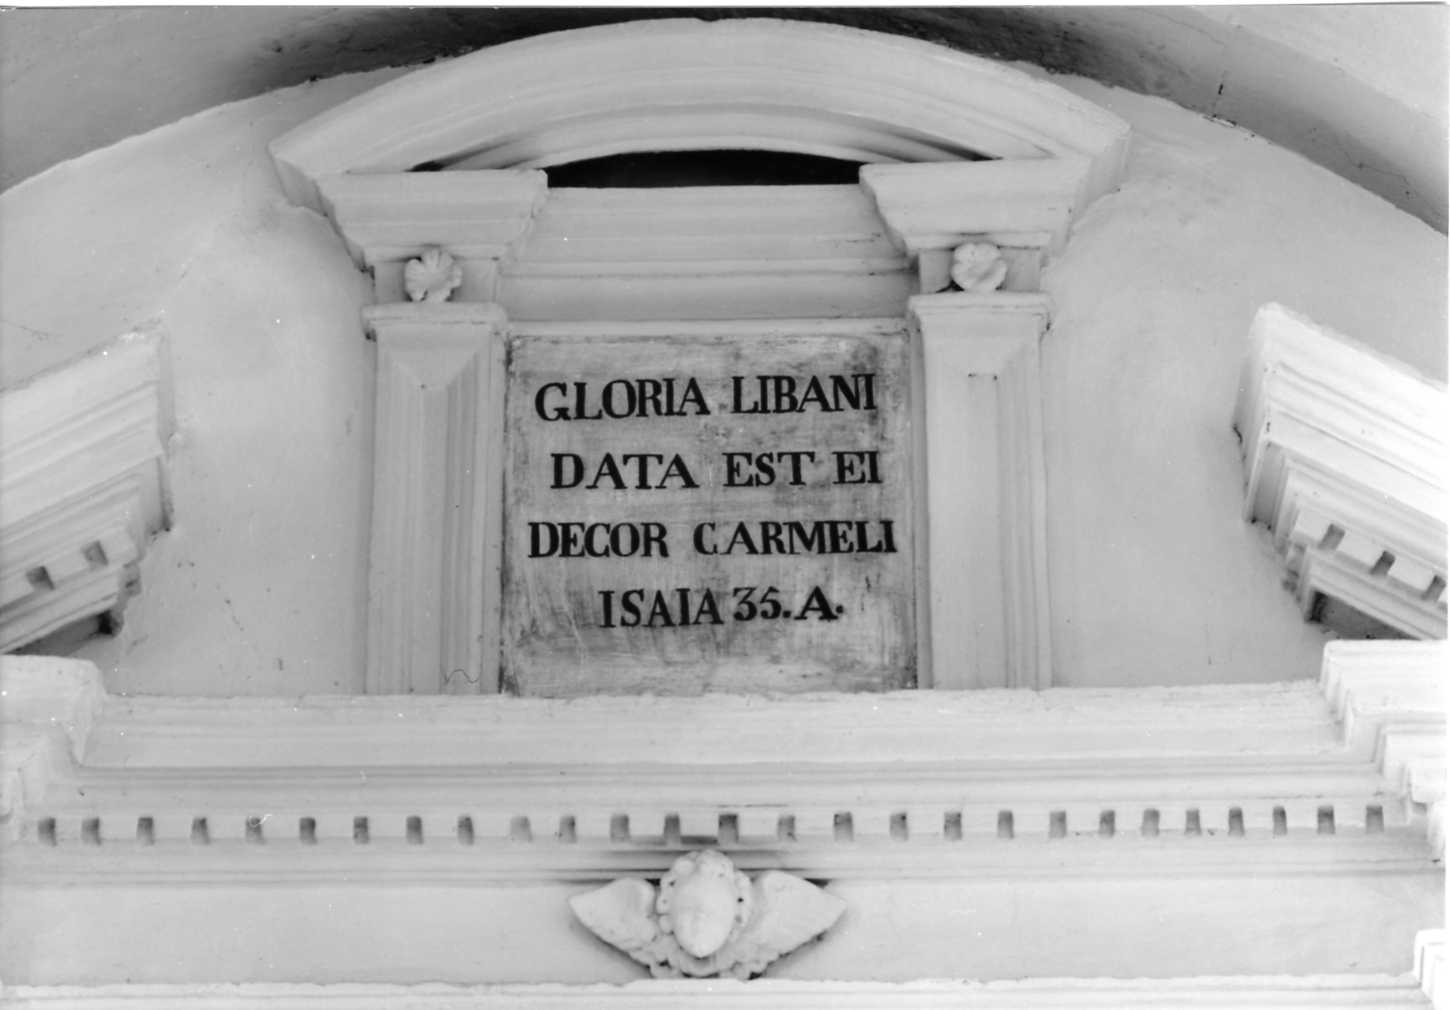 GLORIA LIBANI
DATA EST EI
DECOR CARMELI
ISAIA 35.A.